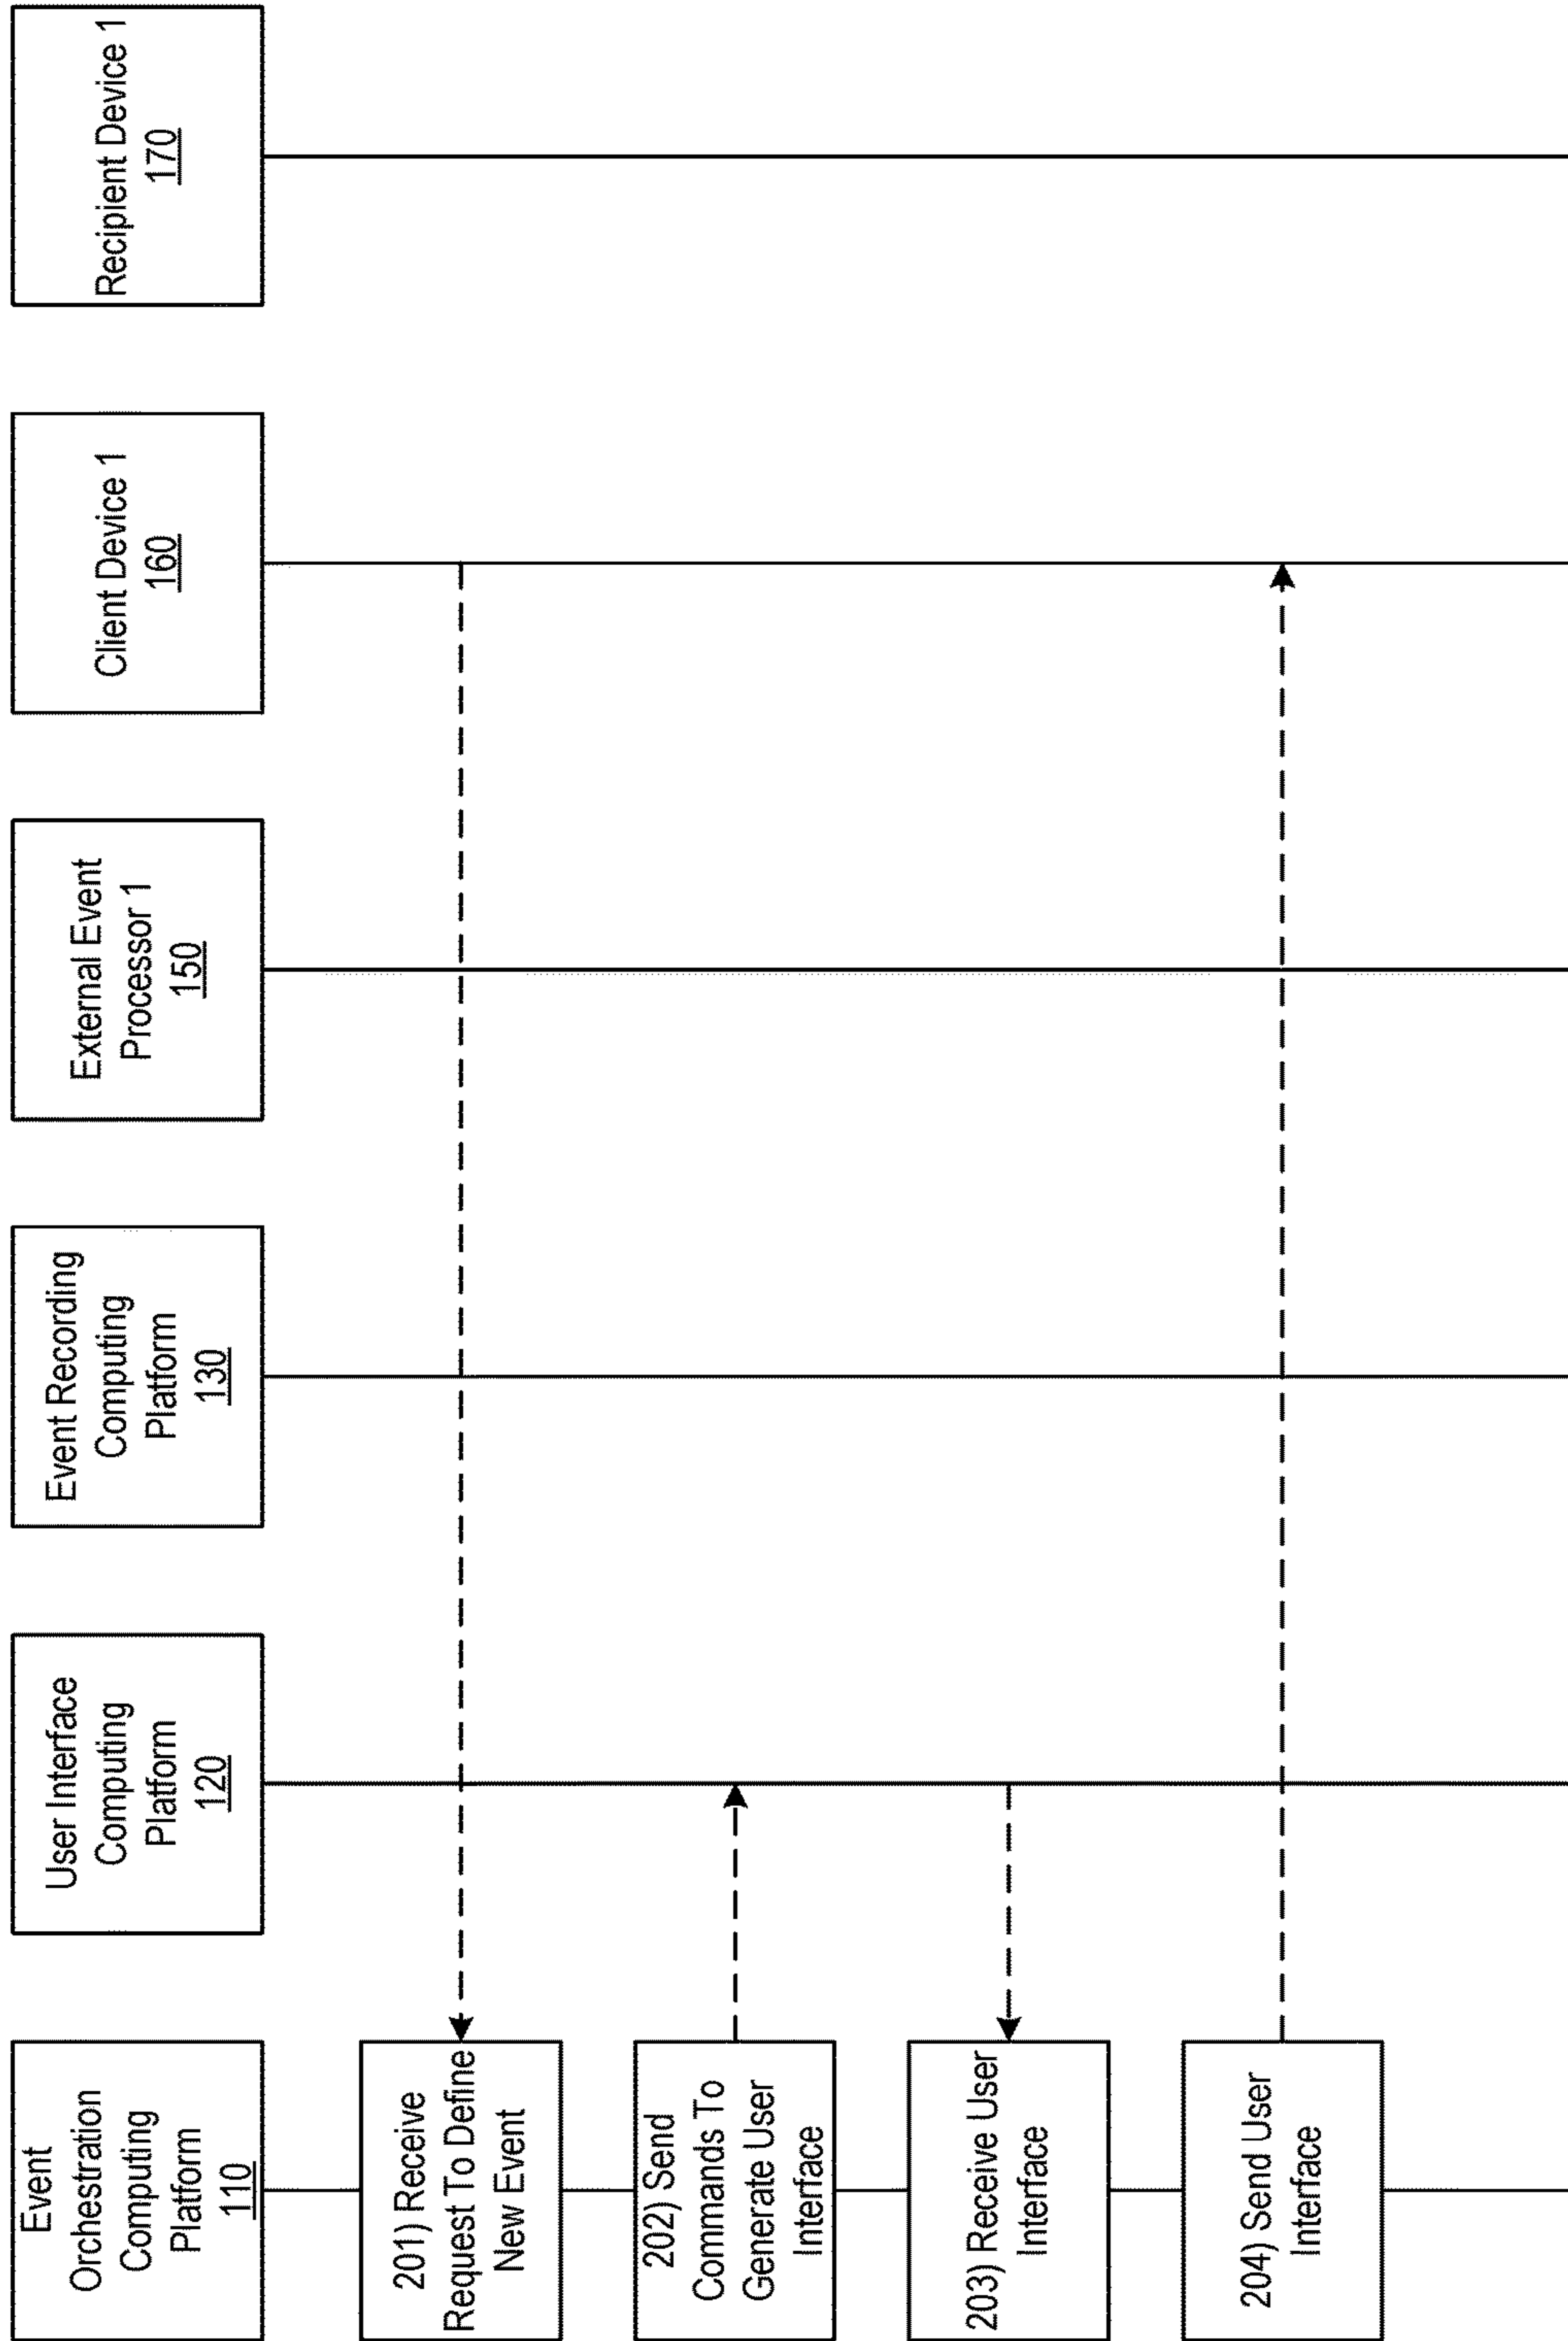 Event
Orchestration
Computing
Platform
110
User Interface
Computing
Platform
120
Event Recording
Computing
Platform
130
External Event
Processor 1
150
Client Device 1
160
Recipient Device 1
170
201) Receive
Request To Define
New Event
202) Send
Commands To
Generate User
Interface
203) Receive User
Interface
204) Send User
Interface